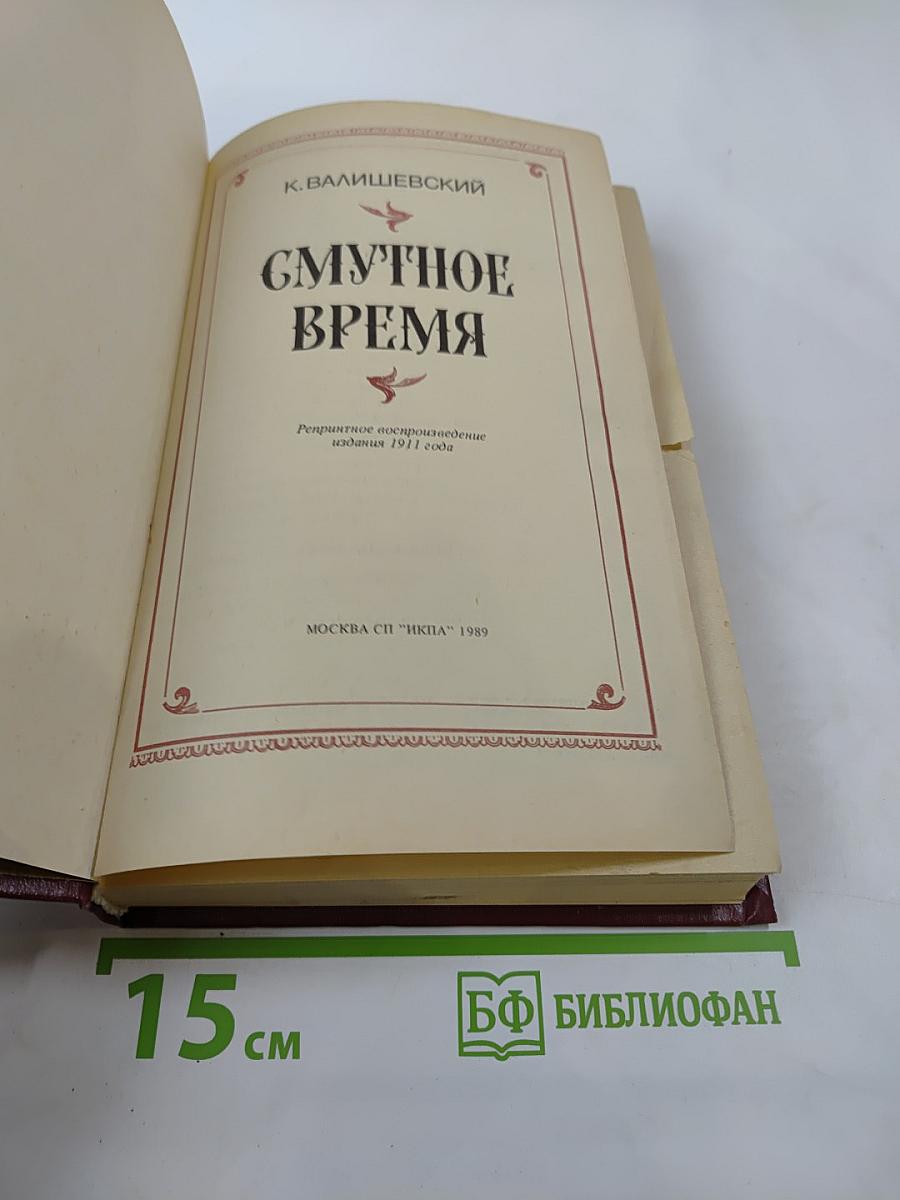 К. ВАЛИШЕВСКИЙ
СМУТНОЕ
ВРЕМЯ
Репринтное воспроизведение
издания 1911 года
МОСКВА СП "ИКПА" 1989
15 см
БФ БИБЛИОФАН